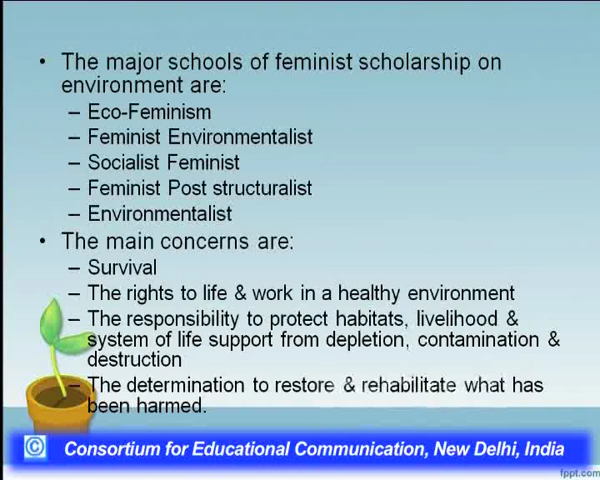 • The major schools of feminist scholarship on
environment are:
– Eco-Feminism
– Feminist Environmentalist
– Socialist Feminist
– Feminist Post structuralist
– Environmentalist
• The main concerns are:
– Survival
– The rights to life & work in a healthy environment
– The responsibility to protect habitats, livelihood &
system of life support from depletion, contamination &
destruction
– The determination to restore & rehabilitate what has
been harmed.
© Consortium for Educational Communication, New Delhi, India
fppt.com